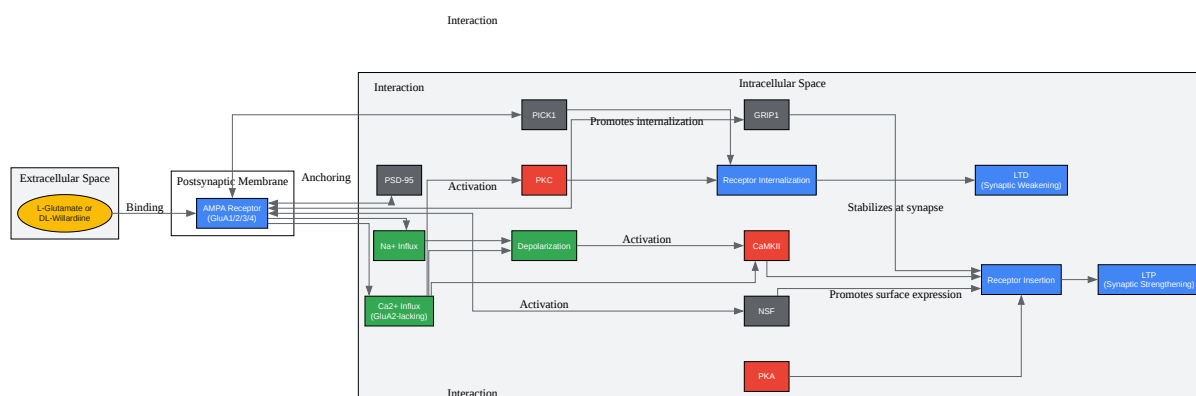 Interaction
Intracellular Space
Interaction
PICK1
Promotes internalization
GRIP1
Extracellular Space
L-Glutamate or
DL-Willardiine
Binding
Postsynaptic Membrane
AMPA Receptor
(GluA1/2/3/4)
Anchoring
PSD-95
Activation
PKC
Receptor Internalization
LTD
(Synaptic Weakening)
Stabilizes at synapse
Na+ Influx
Depolarization
Activation
CaMKII
Receptor Insertion
LTP
(Synaptic Strengthening)
Ca2+ Influx
(GluA2-lacking)
Activation
NSF
Promotes surface expression
PKA
Interaction